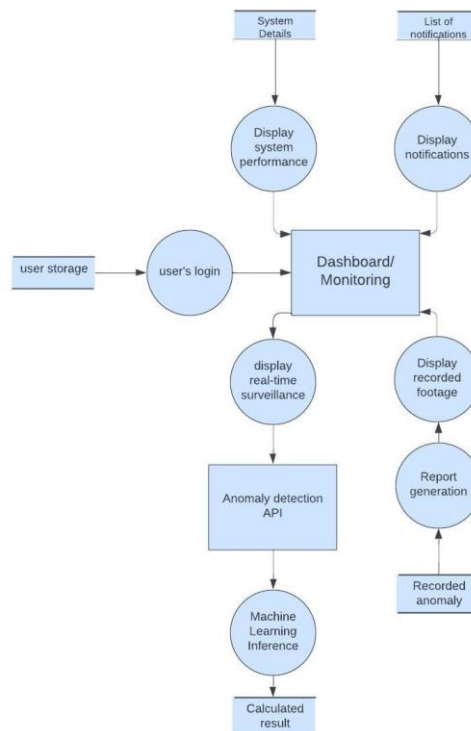 System
Details
List of
notifications
Display
system
performance
Display
notifications
user storage
user's login
Dashboard/
Monitoring
display
real-time
surveillance
Display
recorded
footage
Anomaly detection
API
Report
generation
Machine
Learning
Inference
Recorded
anomaly
Calculated
result